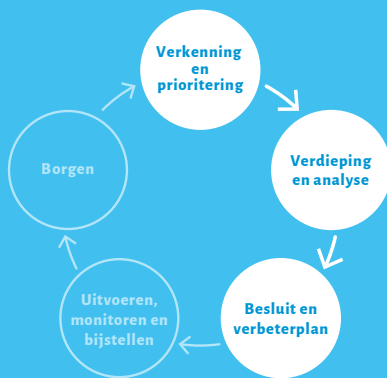 Verkenning
en
prioritering
Verdieping
en analyse
Besluit en
verbeterplan
Uitvoeren,
monitoren en
bijstellen
Borgen